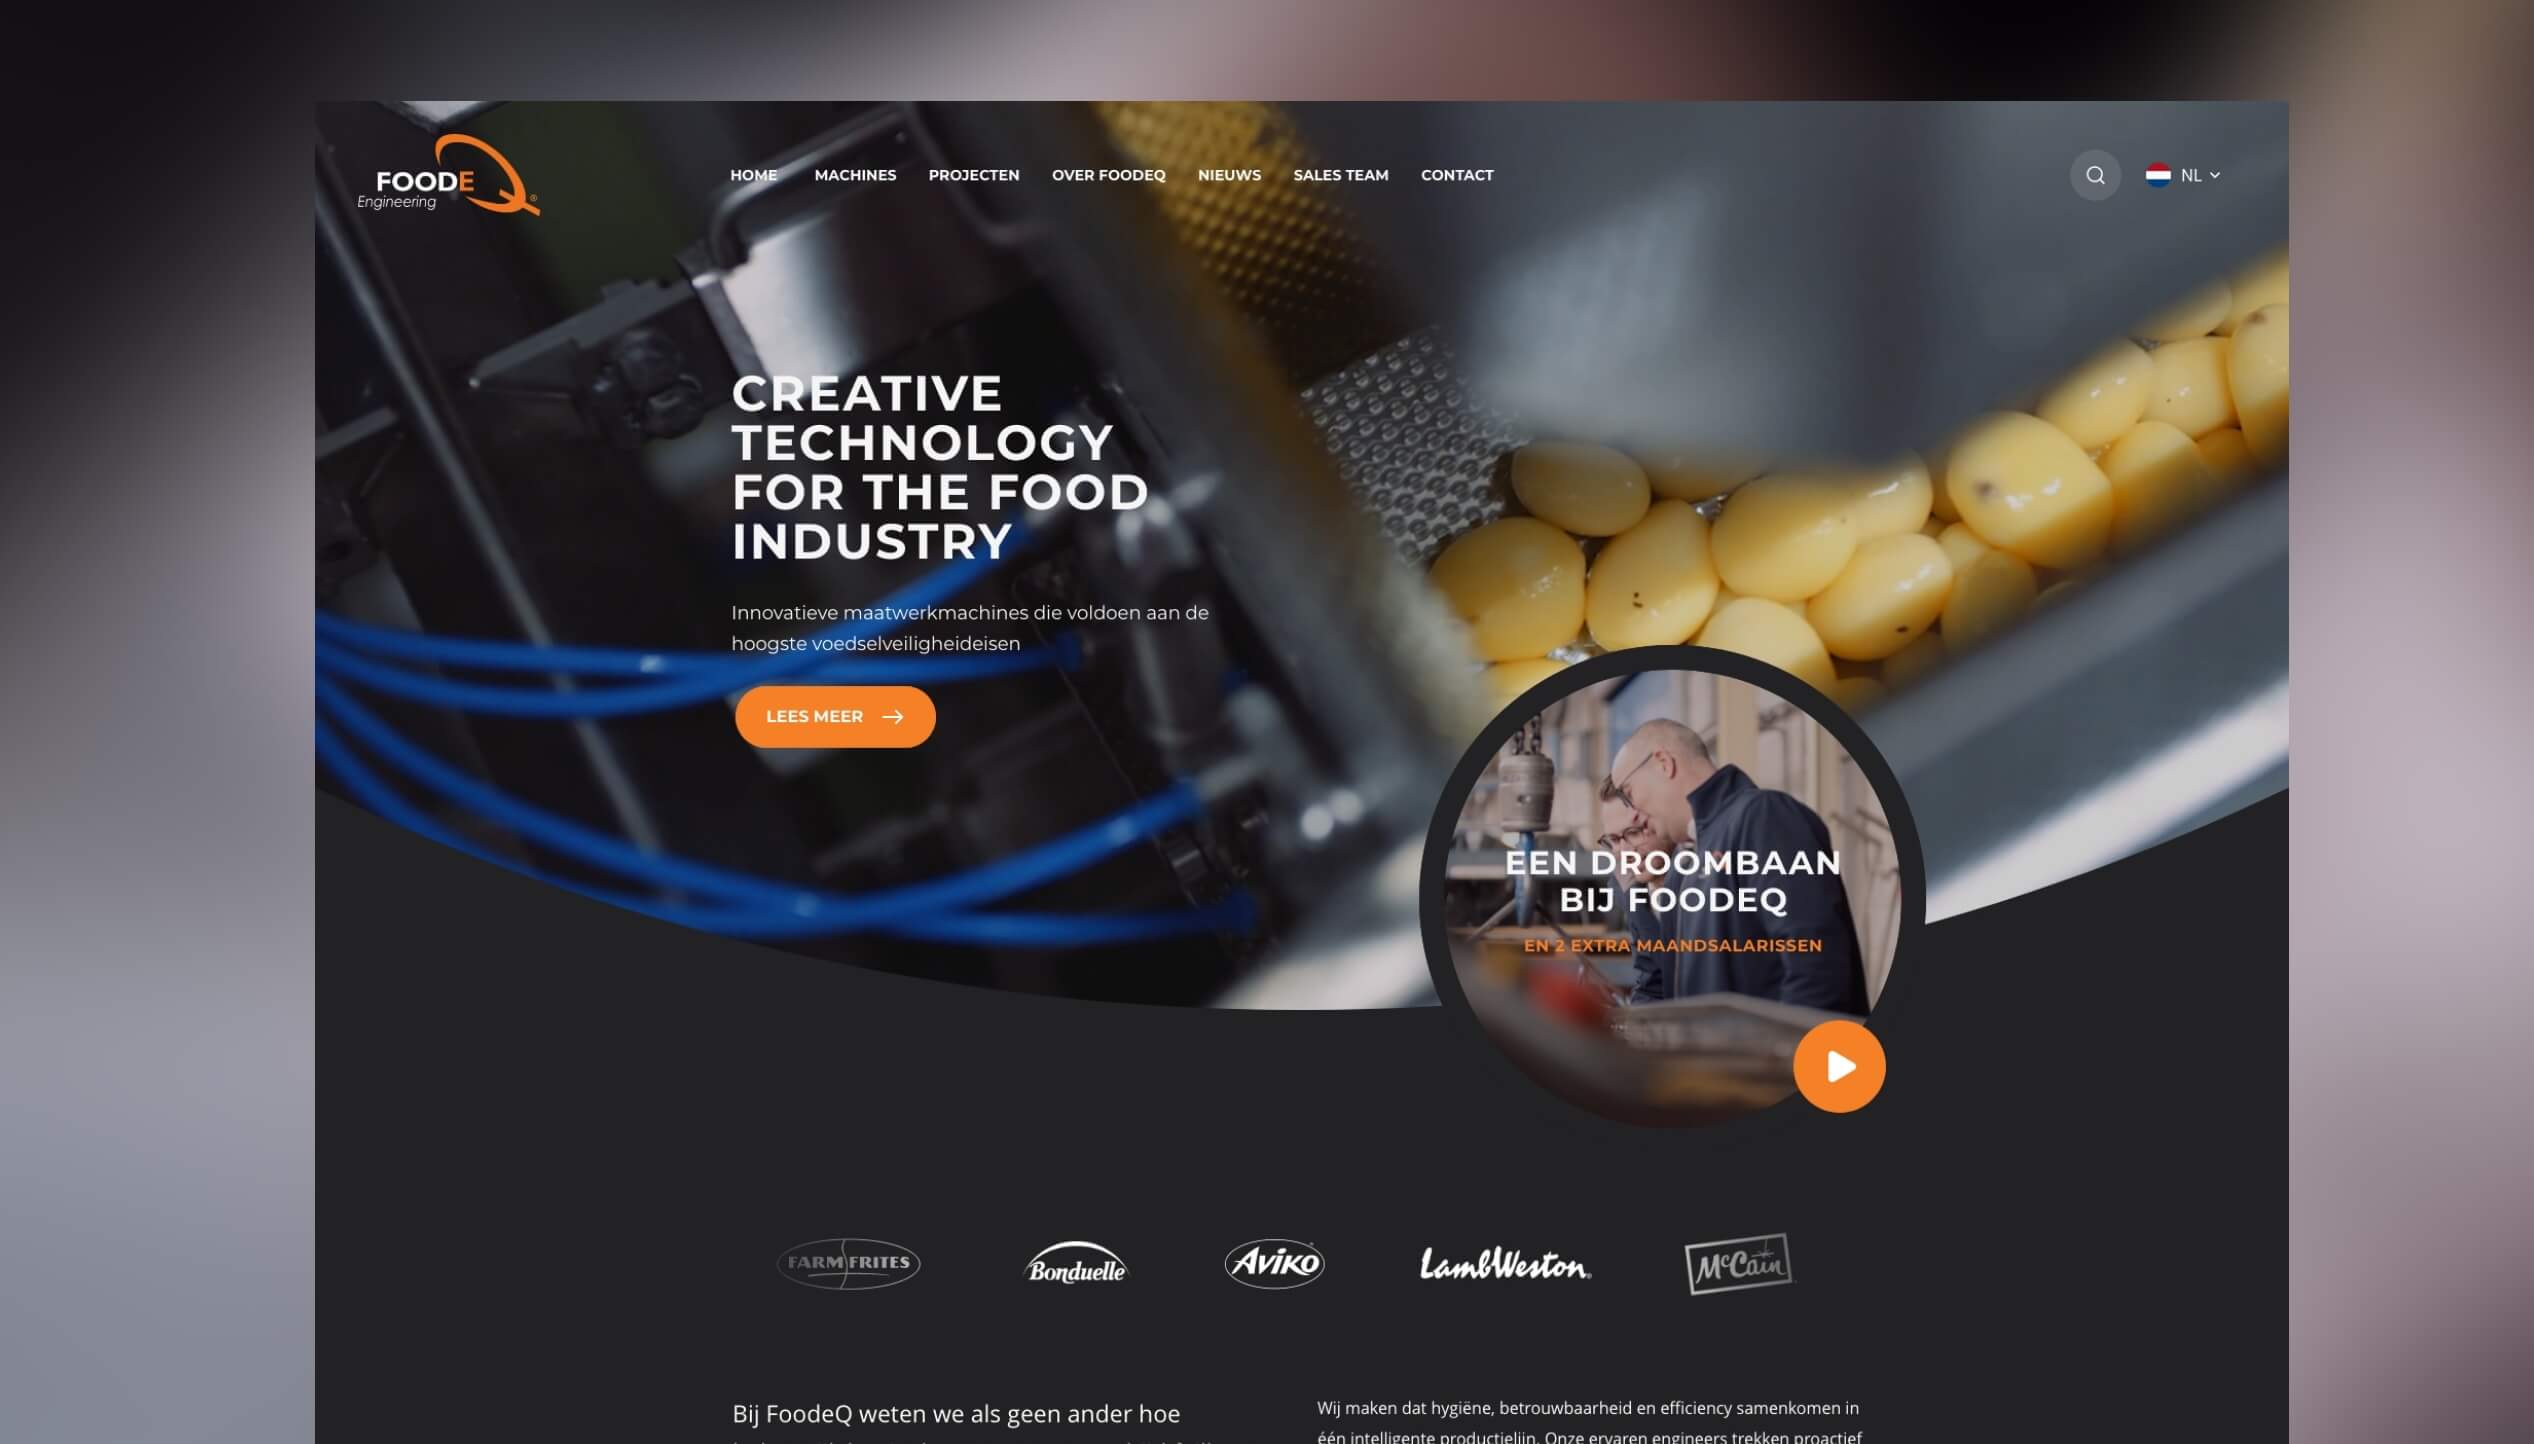 FOODEQ®
Engineering
HOME MACHINES PROJECTEN OVER FOODEQ NIEUWS SALES TEAM CONTACT
NL
CREATIVE
TECHNOLOGY
FOR THE FOOD
INDUSTRY
Innovatieve maatwerkmachines die voldoen aan de
hoogste voedselveiligheideisen
LEES MEER
EEN DROOMBAAN
BIJ FOODEQ
EN 2 EXTRA MAANDSALARISSEN
FARM FRITES
Bonduelle
Aviko
LambWeston®
McCain
Bij FoodeQ weten we als geen ander hoe
Wij maken dat hygiëne, betrouwbaarheid en efficiency samenkomen in
één intelligente productielijn. Onze ervaren engineers trekken proactief